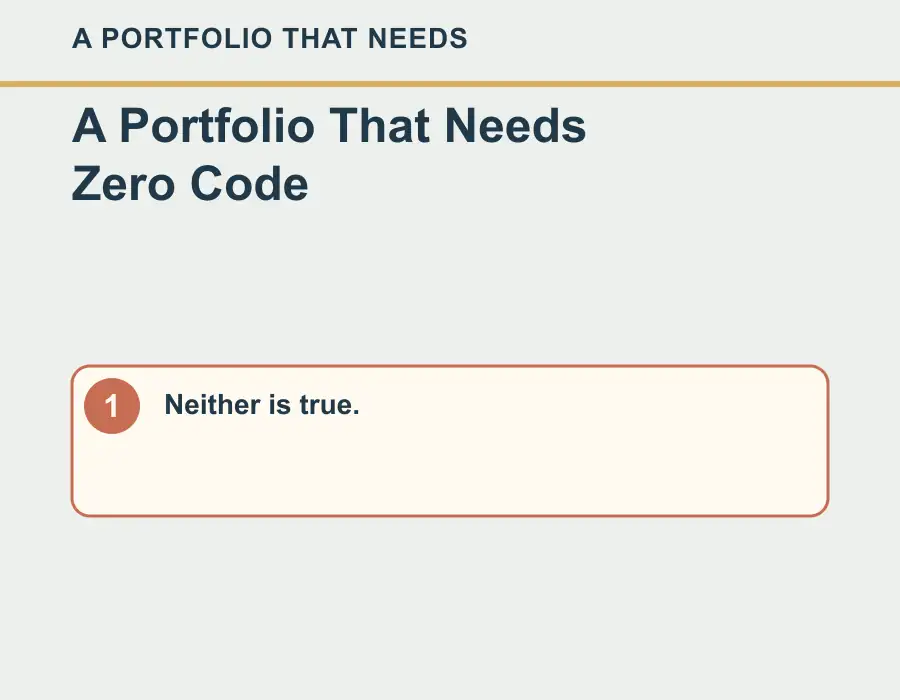 A PORTFOLIO THAT NEEDS
A Portfolio That Needs
Zero Code
1 Neither is true.